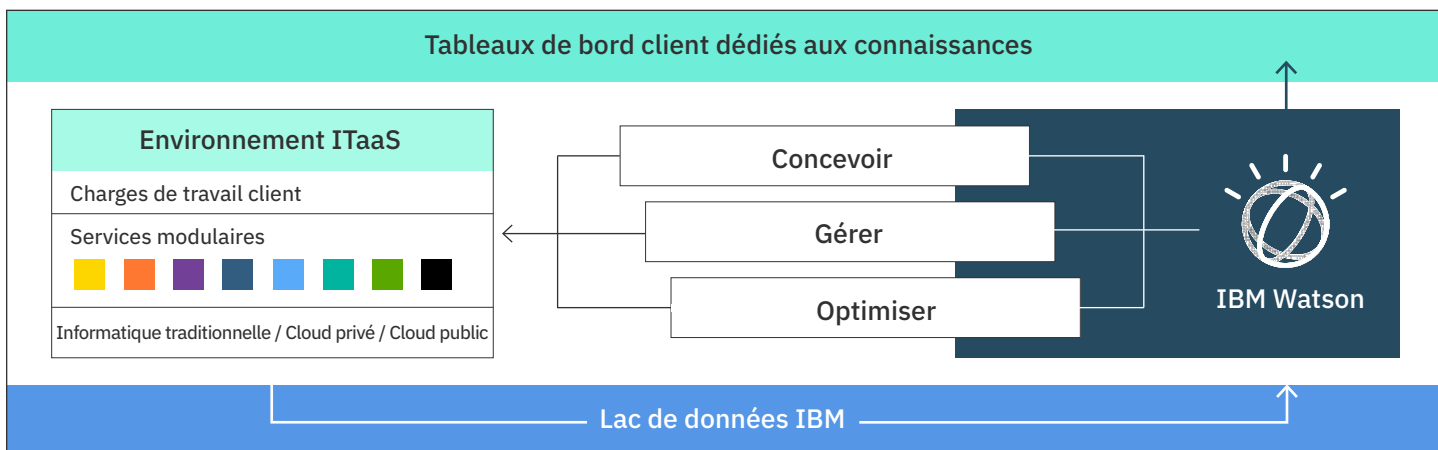 Tableaux de bord client dédiés aux connaissances
Environnement ITaaS
Charges de travail client
Services modulaires
Informatique traditionnelle / Cloud privé / Cloud public
Concevoir
Gérer
Optimiser
IBM Watson
Lac de données IBM